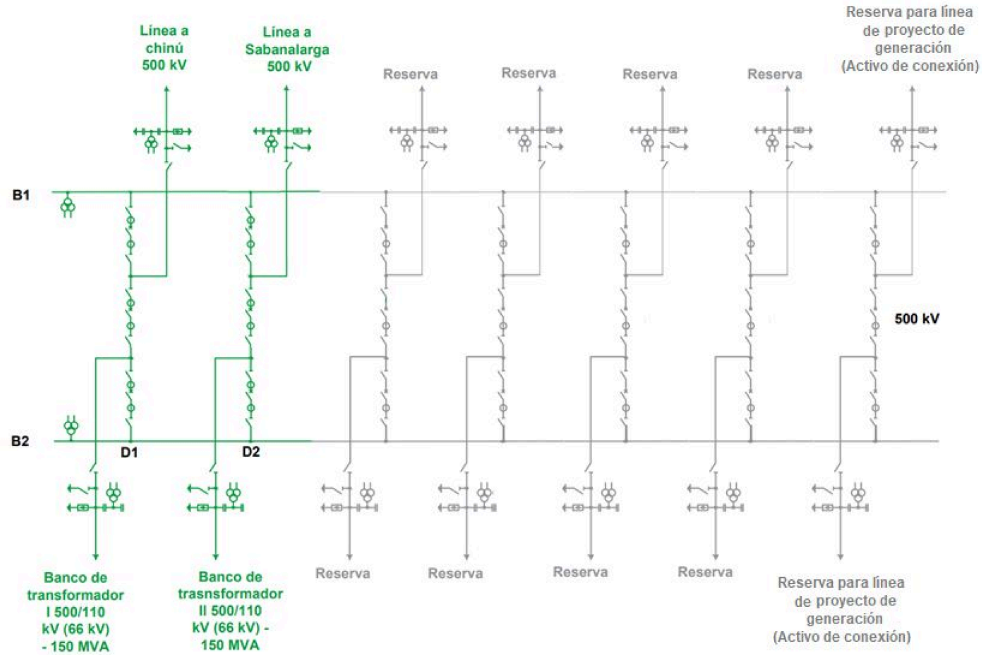 Línea a
chinú
500 kV
Línea a
Sabanalarga
500 kV
Reserva
Reserva
Reserva
Reserva
Reserva para línea
de proyecto de
generación
(Activo de conexión)
B1
500 kV
B2
D1
D2
Banco de
transformador
I 500/110
kV (66 kV)
- 150 MVA
Banco de
trasnsformador
II 500/110
kV (66 kV) -
150 MVA
Reserva
Reserva
Reserva
Reserva
Reserva para línea
de proyecto de
generación
(Activo de conexión)